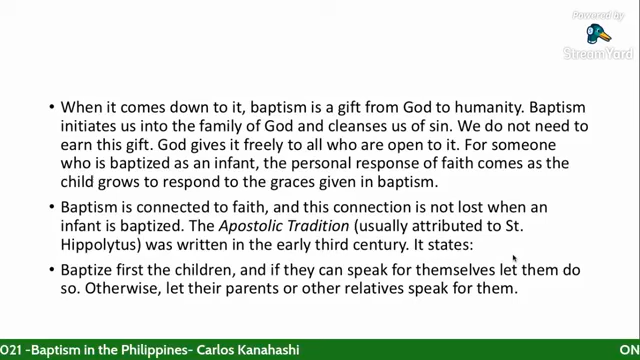 Powered by
StreamYard
• When it comes down to it, baptism is a gift from God to humanity. Baptism
initiates us into the family of God and cleanses us of sin. We do not need to
earn this gift. God gives it freely to all who are open to it. For someone
who is baptized as an infant, the personal response of faith comes as the
child grows to respond to the graces given in baptism.
• Baptism is connected to faith, and this connection is not lost when an
infant is baptized. The Apostolic Tradition (usually attributed to St.
Hippolytus) was written in the early third century. It states:
• Baptize first the children, and if they can speak for themselves let them do
so. Otherwise, let their parents or other relatives speak for them.
021 -Baptism in the Philippines- Carlos Kanahashi ON